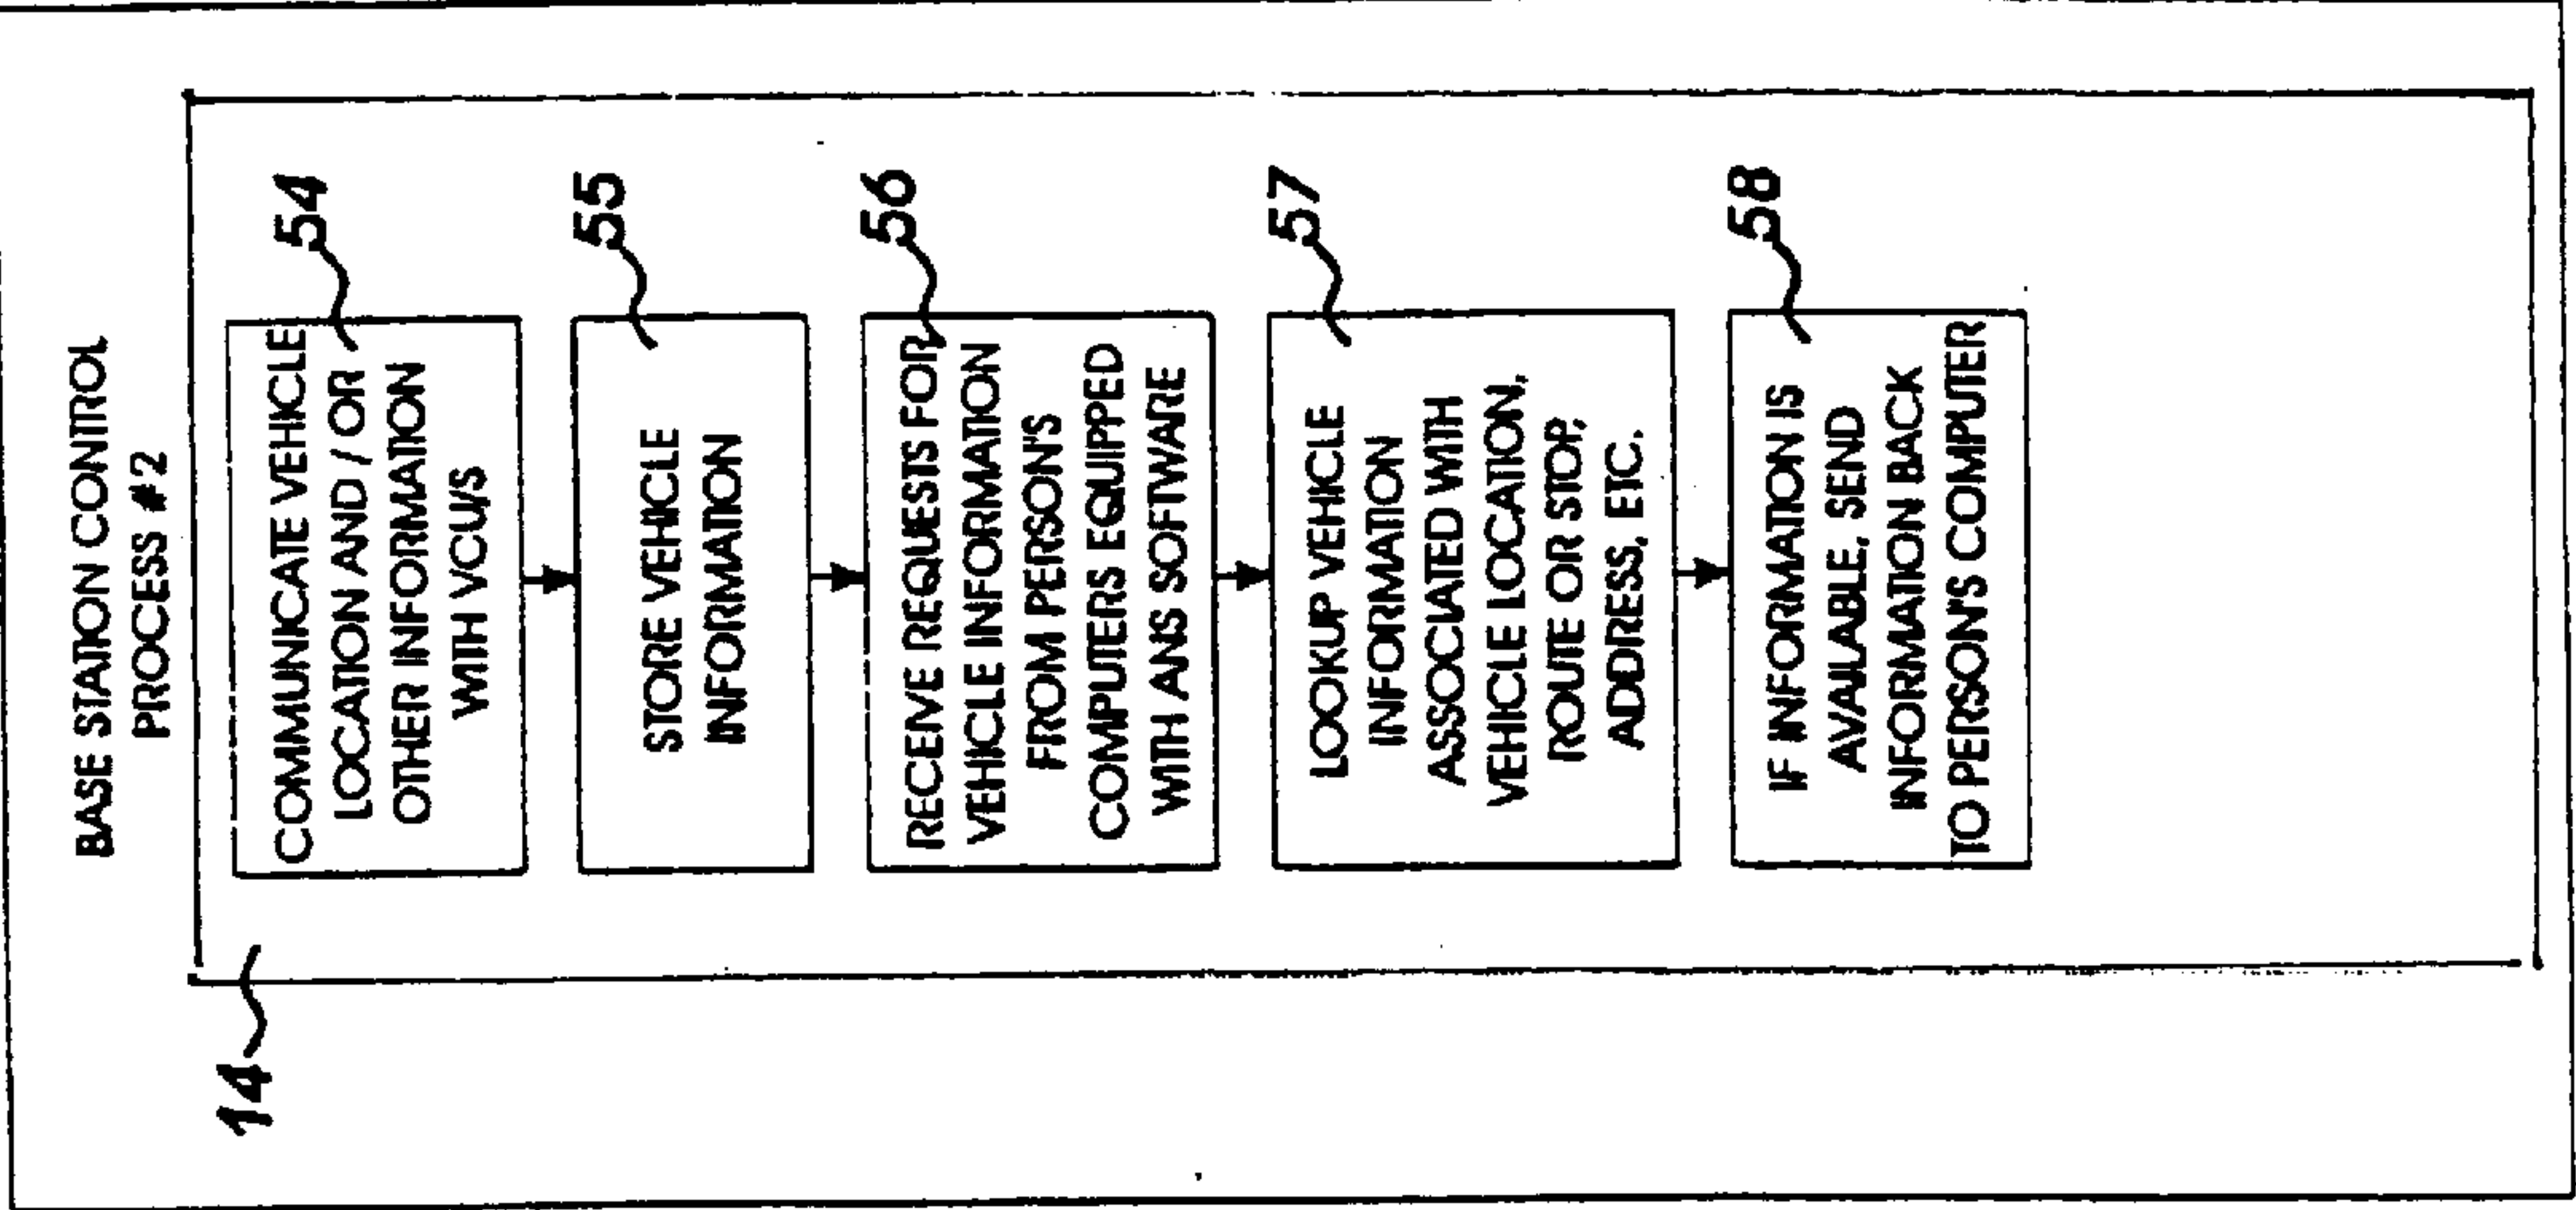 BASE STATION CONTROL
PROCESS #2
14
54
COMMUNICATE VEHICLE
LOCATION AND / OR
OTHER INFORMATION
WITH VCU/S
55
STORE VEHICLE
INFORMATION
56
RECEIVE REQUESTS FOR
VEHICLE INFORMATION
FROM PERSON'S
COMPUTERS EQUIPPED
WITH ANS SOFTWARE
57
LOOKUP VEHICLE
INFORMATION
ASSOCIATED WITH
VEHICLE LOCATION,
ROUTE OR STOP,
ADDRESS, ETC.
58
IF INFORMATION IS
AVAILABLE, SEND
INFORMATION BACK
TO PERSON'S COMPUTER